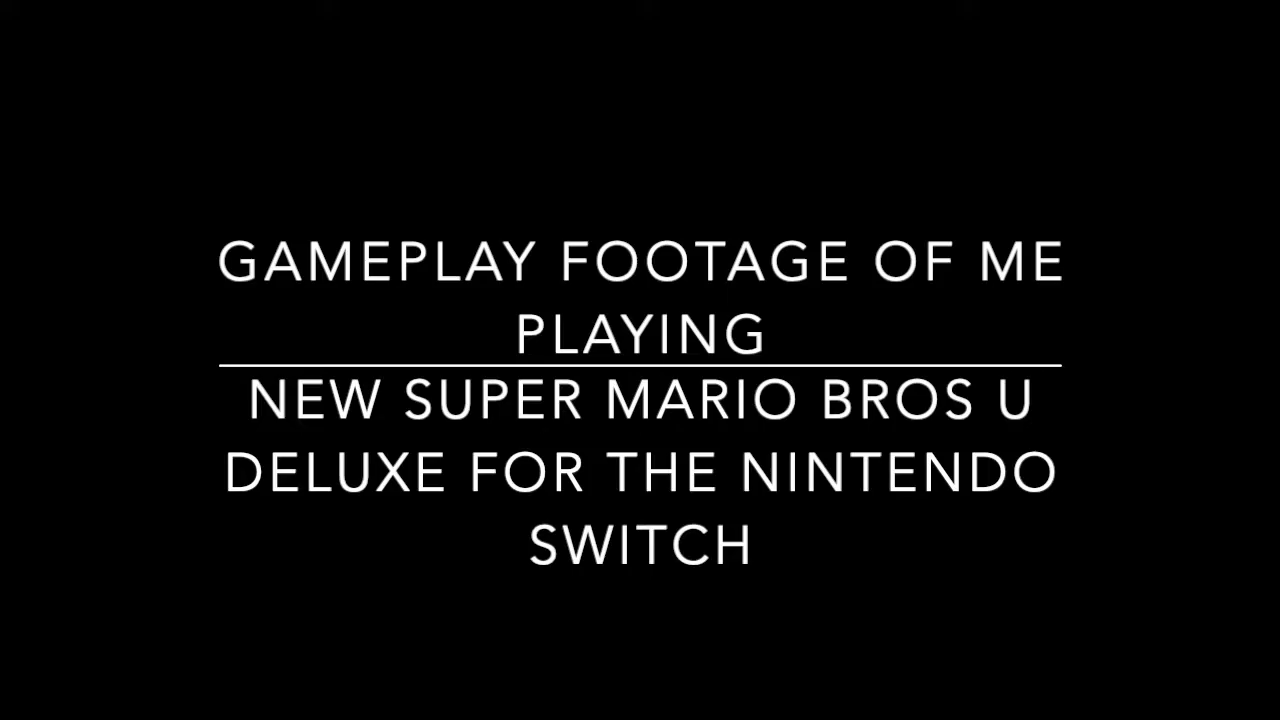 GAMEPLAY FOOTAGE OF ME
PLAYING
NEW SUPER MARIO BROS U
DELUXE FOR THE NINTENDO
SWITCH